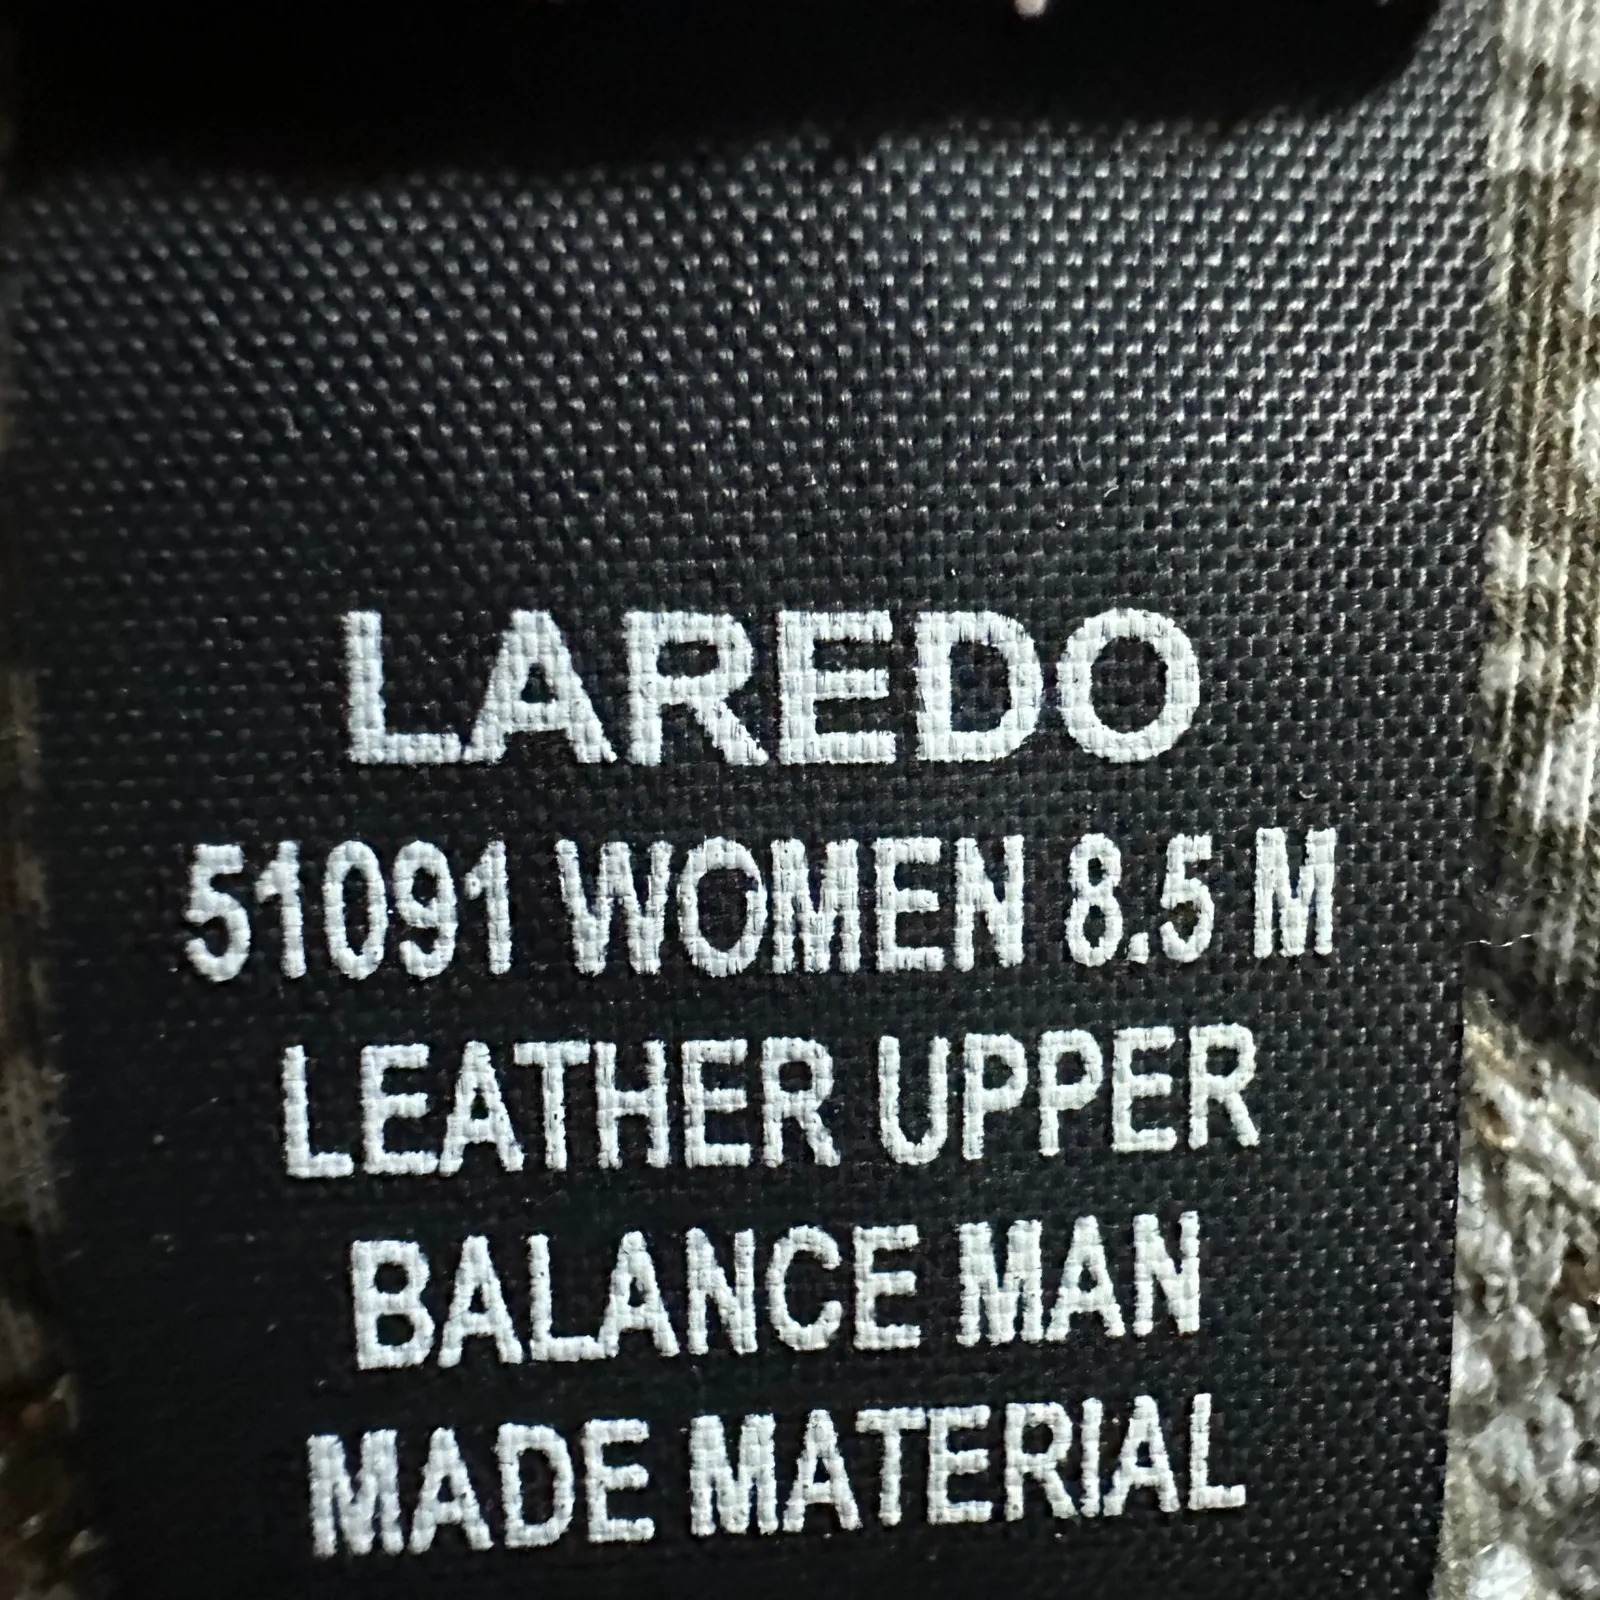 LAREDO
51091 WOMEN 8.5 M
LEATHER UPPER
BALANCE MAN
MADE MATERIAL